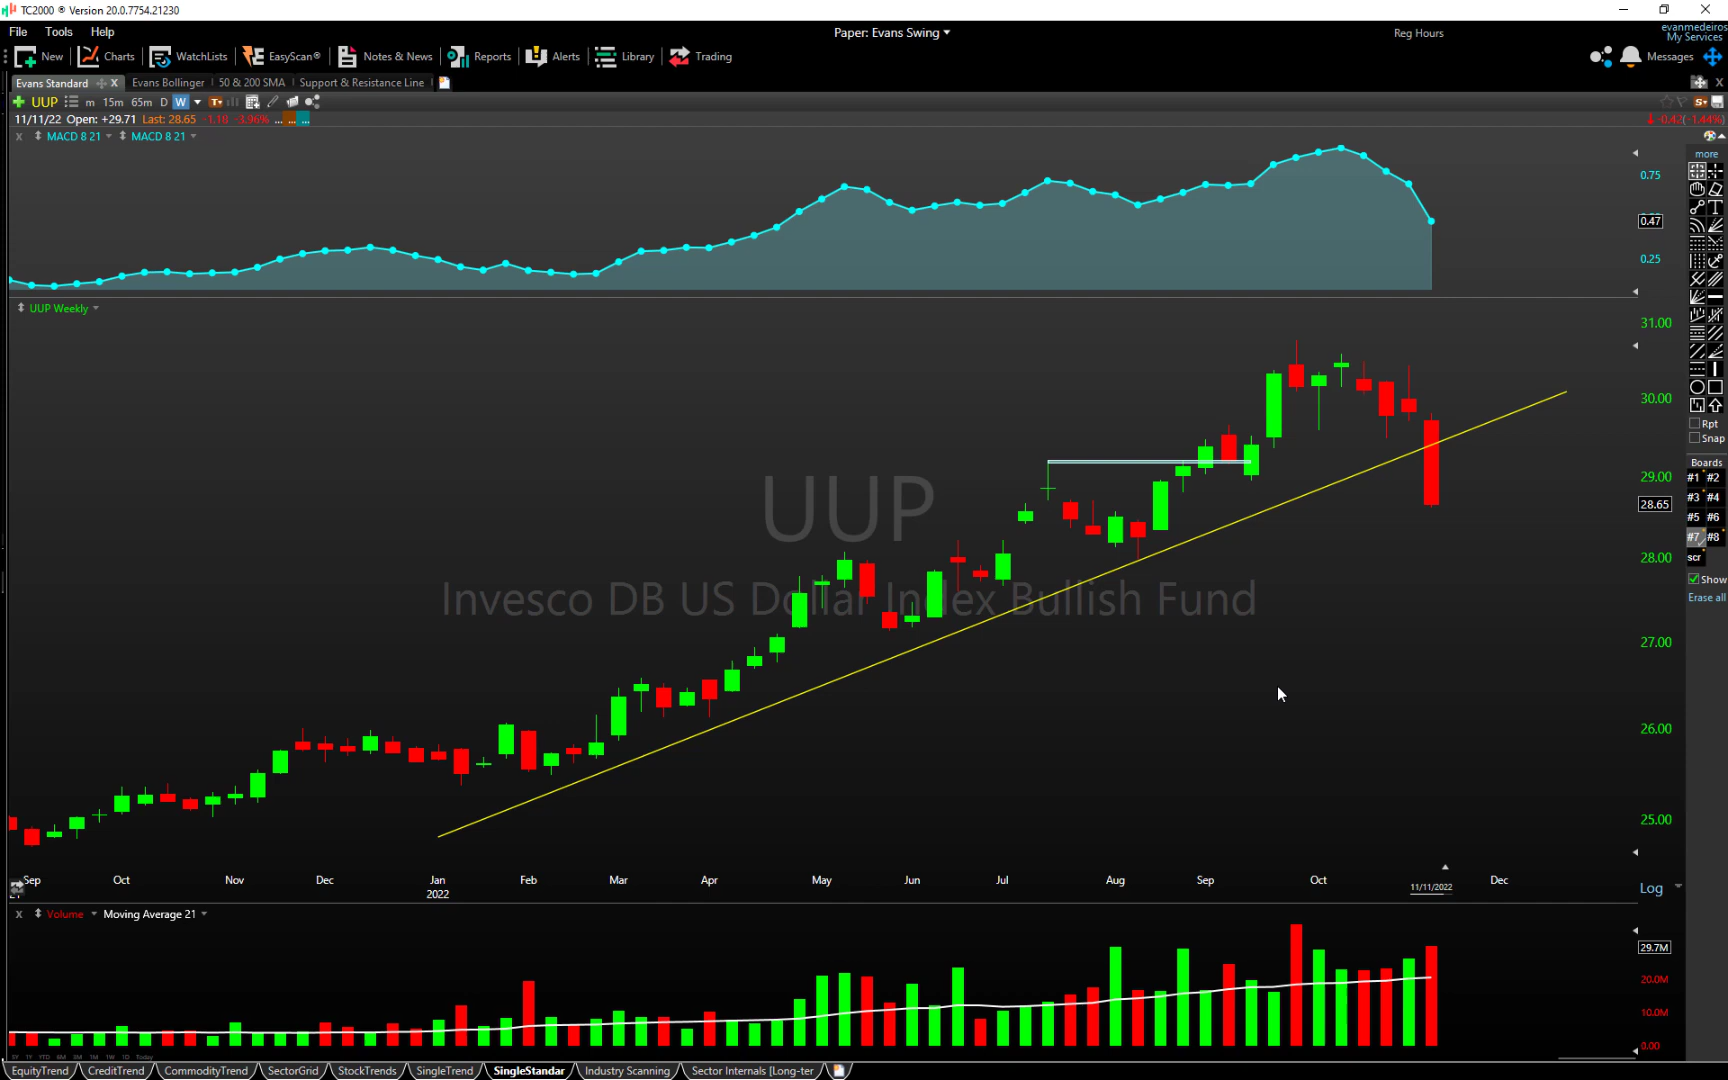 TC2000 ® Version 20.0.7754.21230
File Tools Help Paper: Evans Swing Reg Hours evanmedeiros
My Services
New Charts WatchLists EasyScan® Notes & News Reports Alerts Library Trading Messages
Evans Standard X Evans Bollinger 50 & 200 SMA Support & Resistance Line X
UUP m 15m 65m D W
11/11/22 Open: +29.71 Last: 28.65 -1.18 -3.96% ... ... ... -0.42(-1.44%)
X MACD 8 21 MACD 8 21
more
0.75
0.47
0.25
UUP Weekly
31.00
30.00
29.00
28.65
28.00
27.00
26.00
25.00
UUP
Invesco DB US Dollar Index Bullish Fund
Rpt
Snap
Boards
#1 #2
#3 #4
#5 #6
#7 #8
scr
Show
Erase all
Sep Oct Nov Dec Jan Feb Mar Apr May Jun Jul Aug Sep Oct 11/11/2022 Dec Log
2022
X Volume Moving Average 21
29.7M
20.0M
10.0M
0.00
EquityTrend CreditTrend CommodityTrend SectorGrid StockTrends SingleTrend SingleStandar Industry Scanning Sector Internals [Long-ter